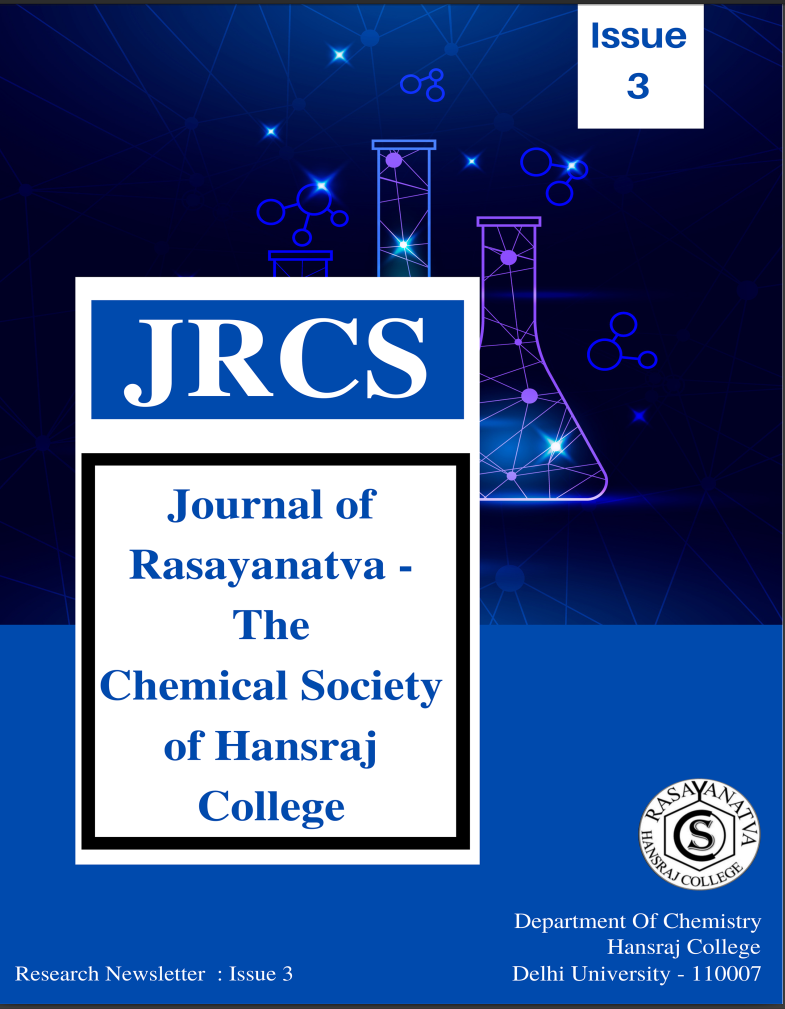 Issue
3
JRCS
Journal of
Rasayanatva -
The
Chemical Society
of Hansraj
College
RASAYANATVA
CS
HANSRAJ COLLEGE
Department Of Chemistry
Hansraj College
Research Newsletter : Issue 3
Delhi University - 110007